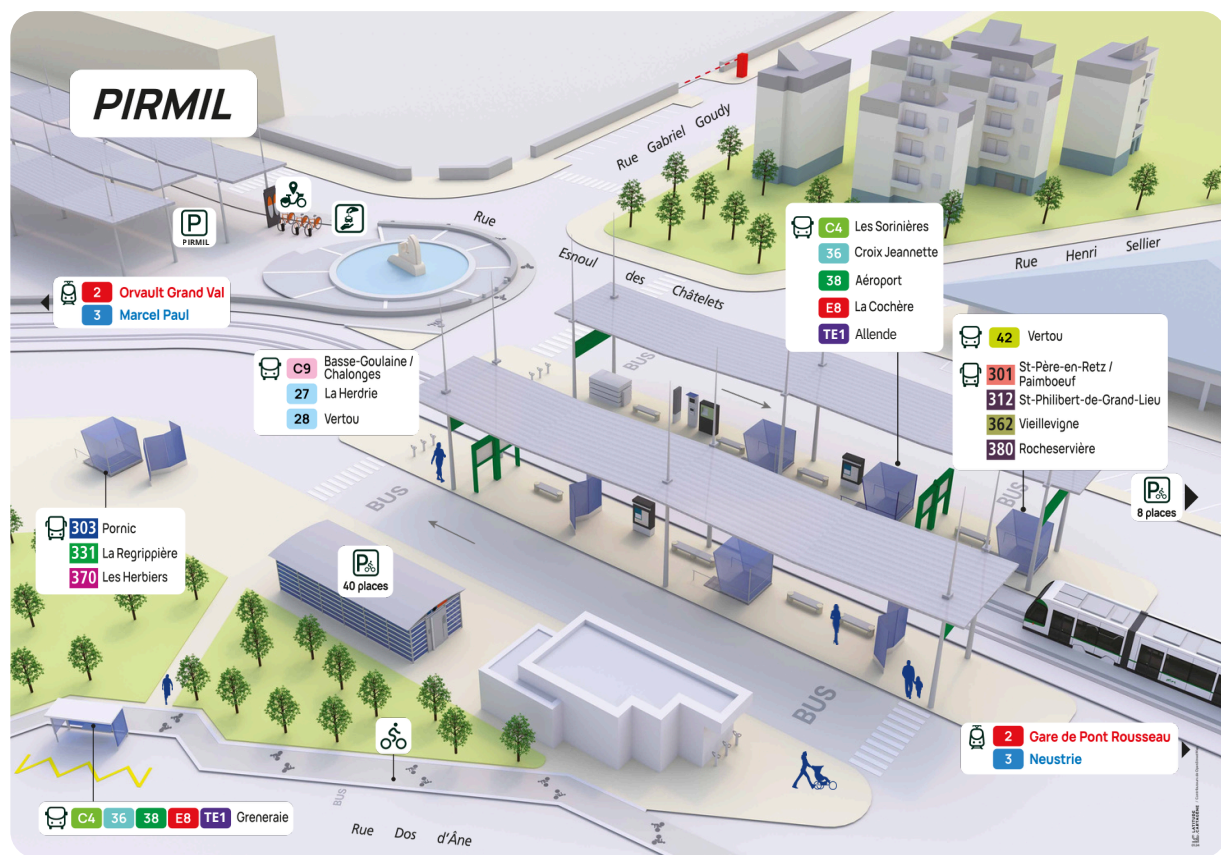 PIRMIL
Rue Gabriel Goudy
P
PIRMIL
Rue
Esnoul des Châtelets
Rue Henri Sellier
C4 Les Sorinières
36 Croix Jeannette
38 Aéroport
E8 La Cochère
TE1 Allende
2 Orvault Grand Val
3 Marcel Paul
42 Vertou
301 St-Père-en-Retz /
Paimboeuf
312 St-Philibert-de-Grand-Lieu
362 Vieillevigne
380 Rocheservière
C9 Basse-Goulaine /
Chalonges
27 La Herdrie
28 Vertou
BUS
BUS
BUS
P
8 places
303 Pornic
331 La Regrippière
370 Les Herbiers
P
40 places
BUS
2 Gare de Pont Rousseau
3 Neustrie
C4 36 38 E8 TE1 Greneraie
BUS
Rue Dos d'Âne
LATITUDE
CARTAGÈNE